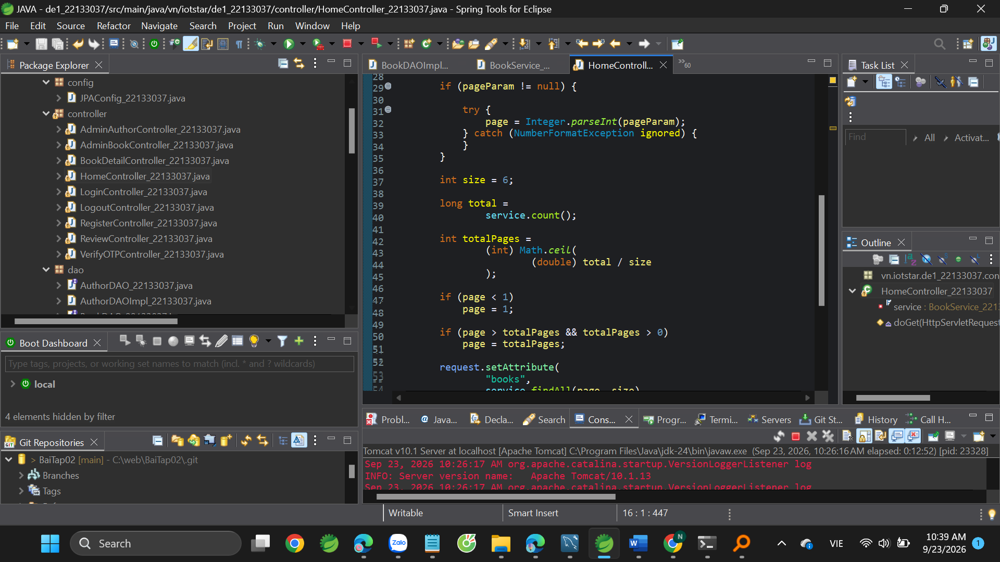 JAVA - de1_22133037/src/main/java/vn/iotstar/de1_22133037/controller/HomeController_22133037.java - Spring Tools for Eclipse
File Edit Source Refactor Navigate Search Project Run Window Help
Package Explorer
config
JPAConfig_22133037.java
controller
AdminAuthorController_22133037.java
AdminBookController_22133037.java
BookDetailController_22133037.java
HomeController_22133037.java
LoginController_22133037.java
LogoutController_22133037.java
RegisterController_22133037.java
ReviewController_22133037.java
VerifyOTPController_22133037.java
dao
AuthorDAO_22133037.java
AuthorDAOImpl_22133037.java
Boot Dashboard
Type tags, projects, or working set names to match (incl. * and ? wildcards)
local
4 elements hidden by filter
Git Repositories
> BaiTap02 [main] - C:\web\BaiTap02\.git
Branches
Tags
BookDAOImpl...
BookService_...
HomeControll...
»60
28
29 if (pageParam != null) {
30
31 try {
32 page = Integer.parseInt(pageParam);
33 } catch (NumberFormatException ignored) {
34 }
35 }
36
37 int size = 6;
38
39 long total =
40 service.count();
41
42 int totalPages =
43 (int) Math.ceil(
44 (double) total / size
45 );
46
47 if (page < 1)
48 page = 1;
49
50 if (page > totalPages && totalPages > 0)
51 page = totalPages;
52
53 request.setAttribute(
"books",
54 service.findAll(page, size)
Task List
Find
All
Activat...
Outline
vn.iotstar.de1_22133037.con
HomeController_22133037
service : BookService_221
doGet(HttpServletRequest
Probl... Java... Decla... Search Cons... Progr... Termi... Servers Git St... History Call H...
Tomcat v10.1 Server at localhost [Apache Tomcat] C:\Program Files\Java\jdk-24\bin\javaw.exe (Sep 23, 2026, 10:26:16 AM elapsed: 0:12:52) [pid: 23328]
Sep 23, 2026 10:26:17 AM org.apache.catalina.startup.VersionLoggerListener log
INFO: Server version name: Apache Tomcat/10.1.13
Sep 23, 2026 10:26:17 AM org.apache.catalina.startup.VersionLoggerListener log
Writable
Smart Insert
16 : 1 : 447
Search
Zalo
N
VIE
10:39 AM
9/23/2026
1